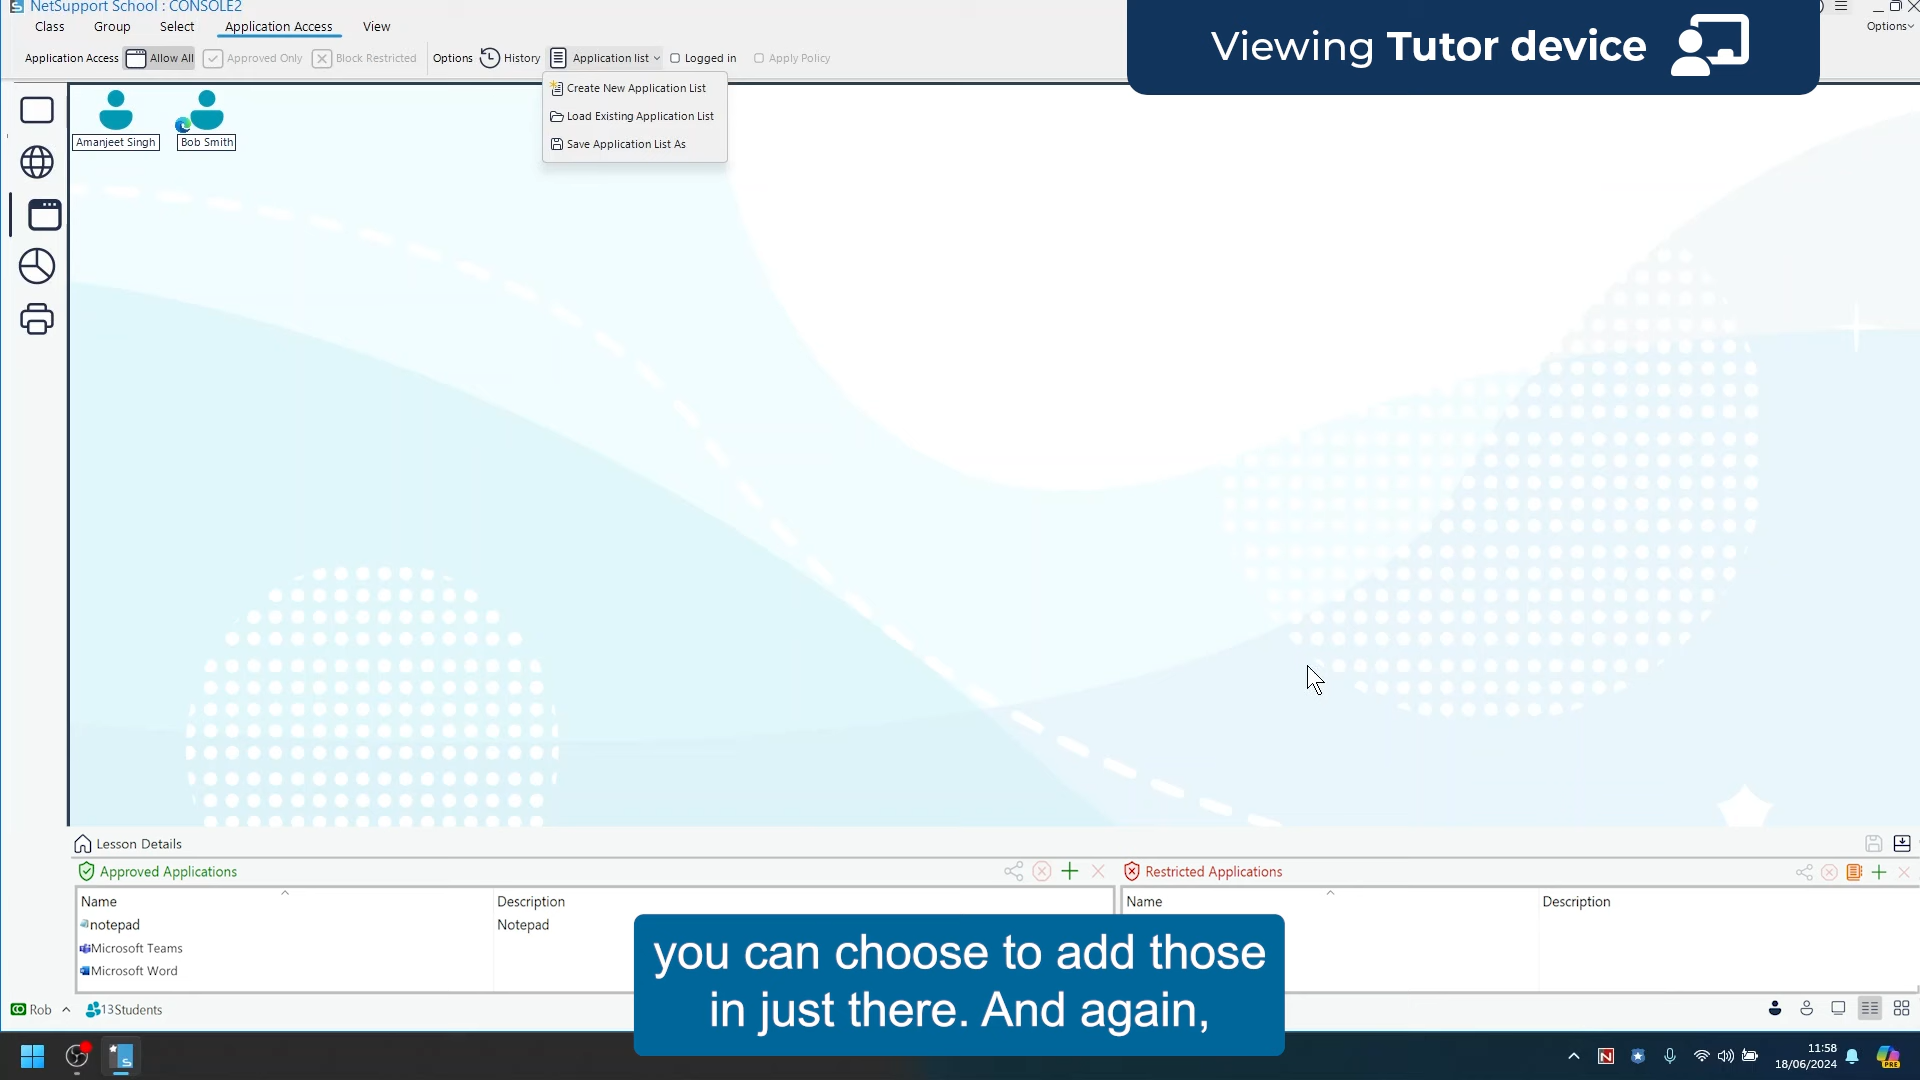 NetSupport School : CONSOLE2
Class Group Select Application Access View
Options
Application Access Allow All Approved Only Block Restricted Options History Application list Logged in Apply Policy
Viewing Tutor device
Create New Application List
Load Existing Application List
Save Application List As
Amanjeet Singh
Bob Smith
Lesson Details
Approved Applications
Restricted Applications
Name Description
Name Description
notepad Notepad
Microsoft Teams
Microsoft Word
you can choose to add those
in just there. And again,
Rob 13Students
11:58
18/06/2024